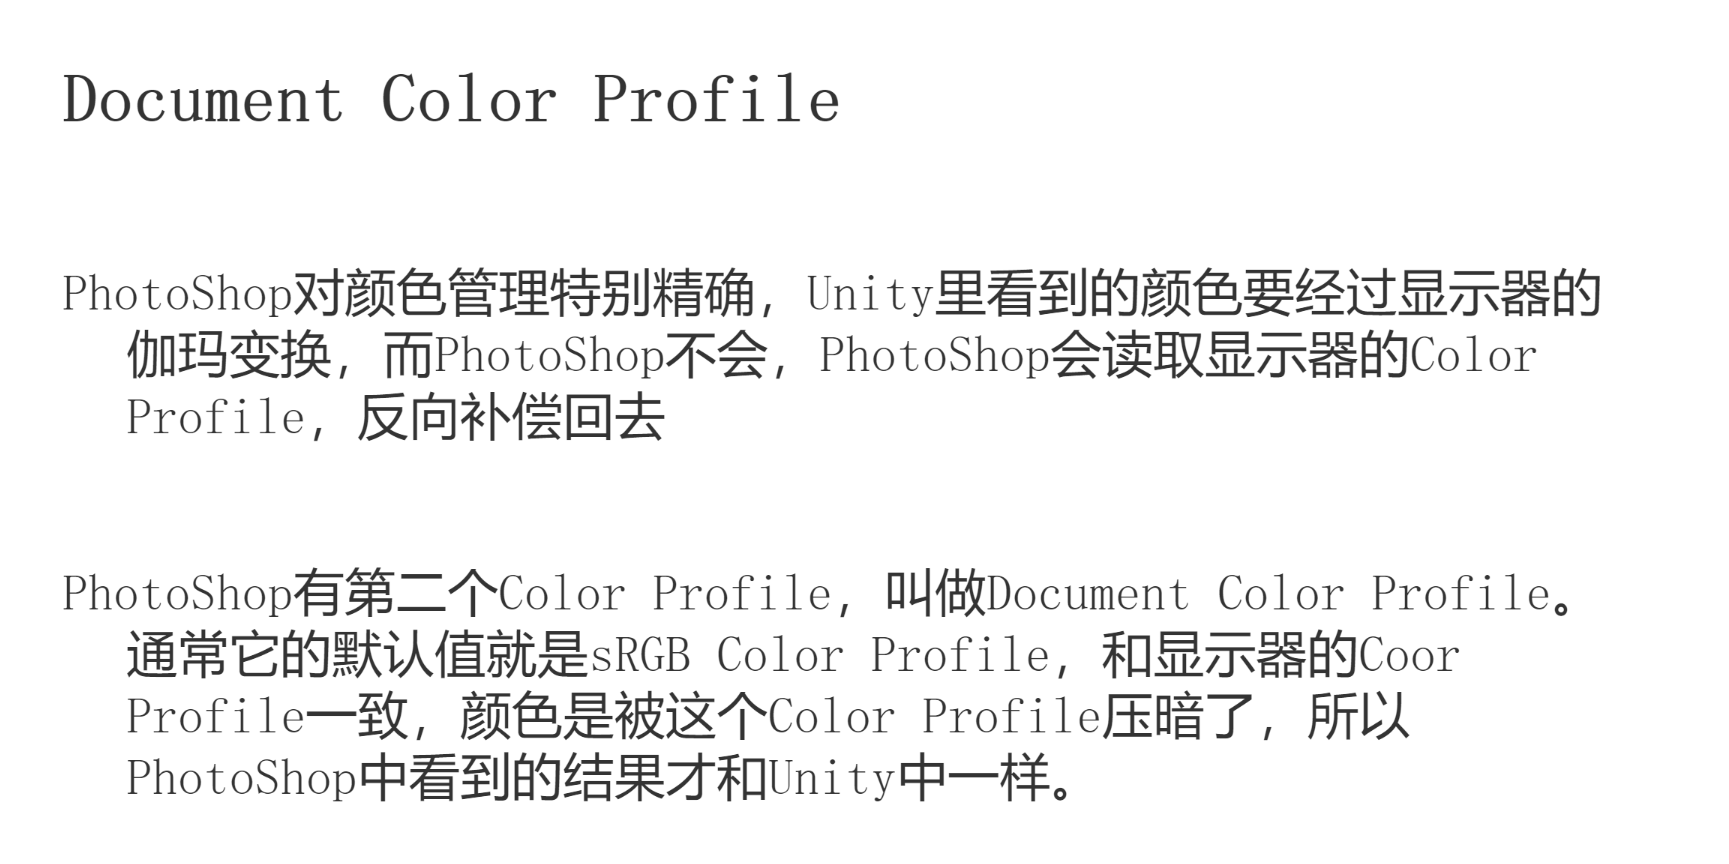 Document Color Profile
PhotoShop对颜色管理特别精确，Unity里看到的颜色要经过显示器的
伽玛变换，而PhotoShop不会，PhotoShop会读取显示器的Color
Profile，反向补偿回去
PhotoShop有第二个Color Profile，叫做Document Color Profile。
通常它的默认值就是sRGB Color Profile，和显示器的Coor
Profile一致，颜色是被这个Color Profile压暗了，所以
PhotoShop中看到的结果才和Unity中一样。